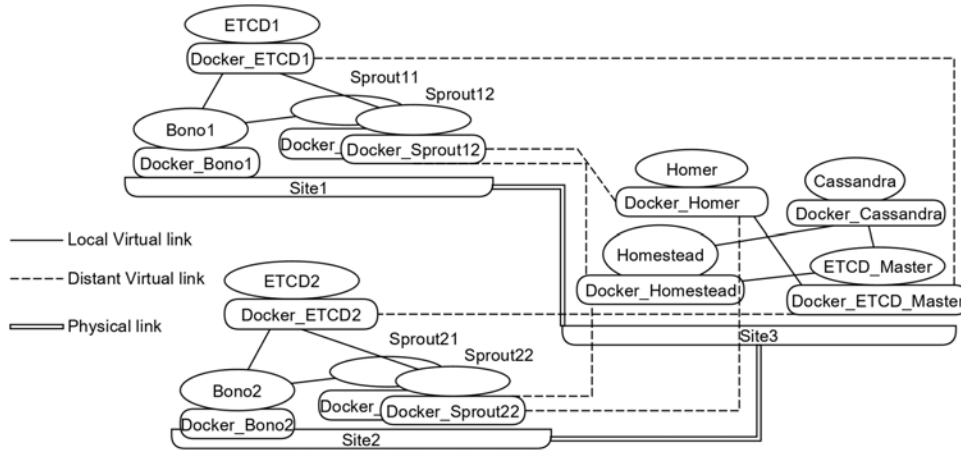 ETCD1
Docker_ETCD1
Sprout11
Sprout12
Bono1
Docker_
Docker_Sprout12
Docker_Bono1
Site1
Homer
Cassandra
Docker_Homer
Docker_Cassandra
Homestead
ETCD_Master
Docker_Homestead
Docker_ETCD_Master
Site3
Local Virtual link
Distant Virtual link
Physical link
ETCD2
Docker_ETCD2
Sprout21
Sprout22
Bono2
Docker_
Docker_Sprout22
Docker_Bono2
Site2